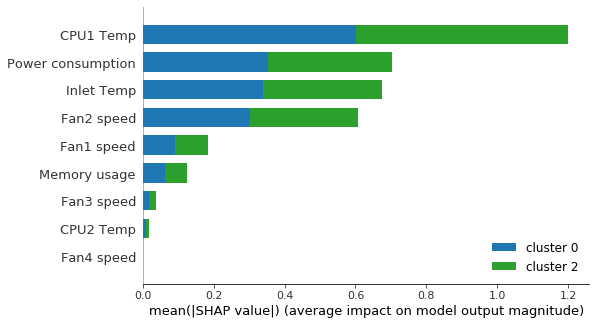 CPU1 Temp
Power consumption
Inlet Temp
Fan2 speed
Fan1 speed
Memory usage
Fan3 speed
CPU2 Temp
Fan4 speed
cluster 0
cluster 2
0.0 0.2 0.4 0.6 0.8 1.0 1.2
mean(|SHAP value|) (average impact on model output magnitude)